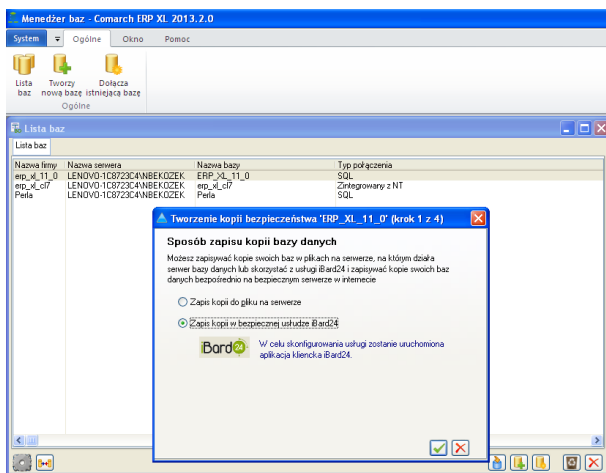 Menedżer baz - Comarch ERP XL 2013.2.0
System Ogólne Okno Pomoc
Lista baz
Tworzy nową bazę
Dołącza istniejącą bazę
Ogólne
Lista baz
Lista baz
Nazwa firmy Nazwa serwera Nazwa bazy Typ połączenia
erp_xl_11_0 LENOVO-1C8723C4\NBEKOZEK ERP_XL_11_0 SQL
erp_xl_cl7 LENOVO-1C8723C4\NBEKOZEK erp_xl_cl7 Zintegrowany z NT
Perla LENOVO-1C8723C4\NBEKOZEK Perla SQL
Tworzenie kopii bezpieczeństwa 'ERP_XL_11_0' (krok 1 z 4)
Sposób zapisu kopii bazy danych
Możesz zapisywać kopie swoich baz w plikach na serwerze, na którym działa
serwer bazy danych lub skorzystać z usługi iBard24 i zapisywać kopie swoich baz
danych bezpośrednio na bezpiecznym serwerze w internecie
Zapis kopii do pliku na serwerze
Zapis kopii w bezpiecznej usłudze iBard24
iBard24
W celu skonfigurowania usługi zostanie uruchomiona
aplikacja kliencka iBard24.